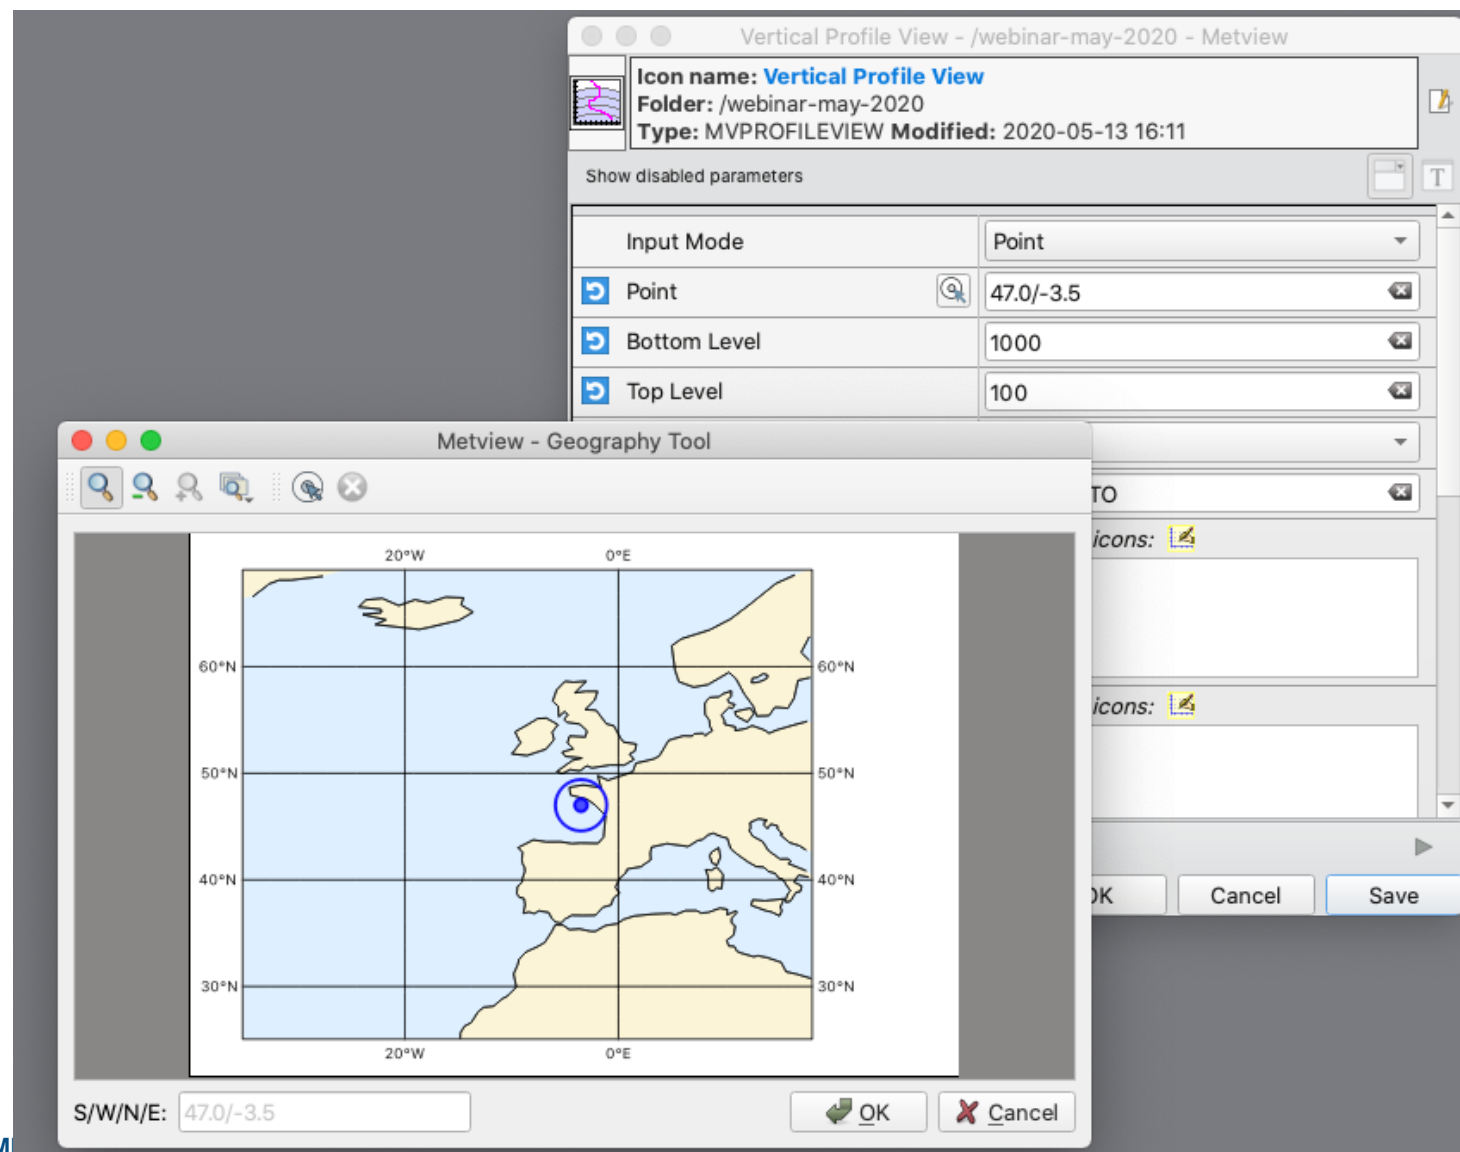 Vertical Profile View - /webinar-may-2020 - Metview
Icon name: Vertical Profile View
Folder: /webinar-may-2020
Type: MVPROFILEVIEW Modified: 2020-05-13 16:11
Show disabled parameters
T
Input Mode Point
Point 47.0/-3.5
Bottom Level 1000
Top Level 100
Metview - Geography Tool
TO
icons:
20°W 0°E
60°N 60°N
icons:
50°N 50°N
40°N 40°N
Cancel Save
30°N 30°N
20°W 0°E
S/W/N/E: 47.0/-3.5 OK Cancel